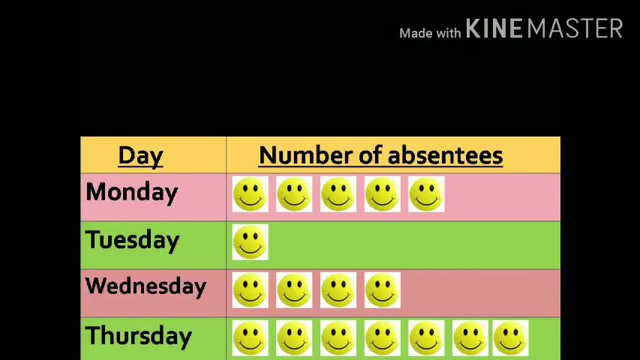 Made with KINEMASTER
Day Number of absentees
Monday
Tuesday
Wednesday
Thursday